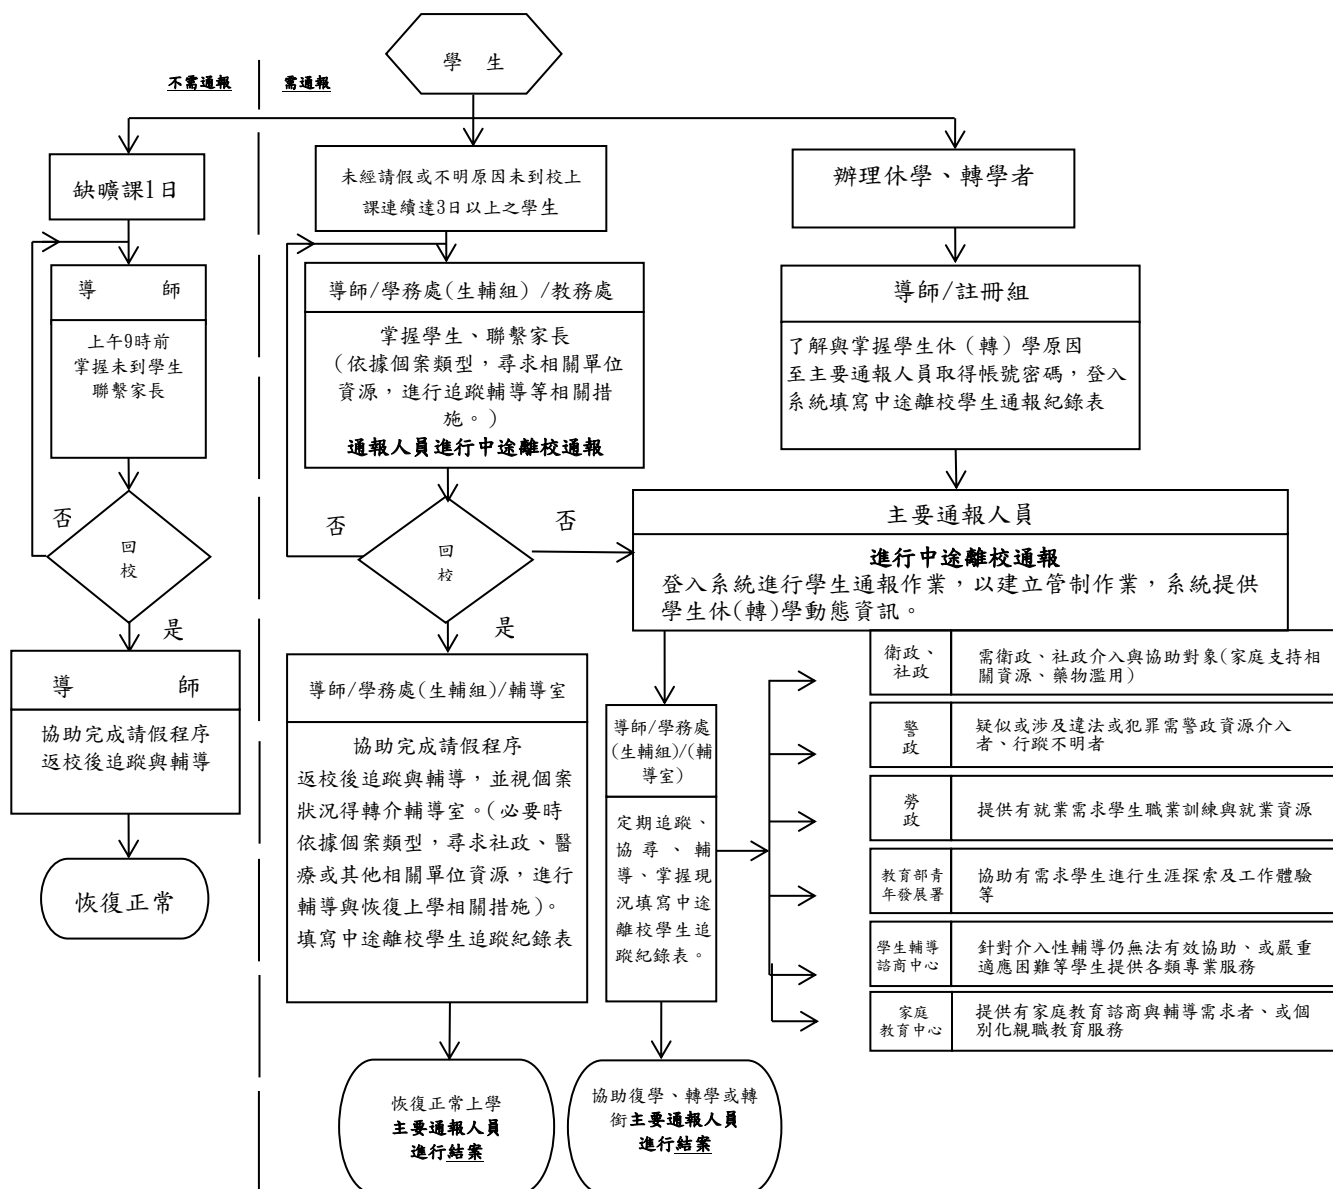 學 生
不需通報
需通報
缺曠課1日
未經請假或不明原因未到校上
課連續達3日以上之學生
辦理休學、轉學者
導 師
上午9時前
掌握未到學生
聯繫家長
導師/學務處(生輔組) /教務處
掌握學生、聯繫家長
(依據個案類型，尋求相關單位
資源，進行追蹤輔導等相關措
施。)
通報人員進行中途離校通報
導師/註冊組
了解與掌握學生休（轉）學原因
至主要通報人員取得帳號密碼，登入
系統填寫中途離校學生通報紀錄表
否
回
校
是
否
回
校
否
是
主要通報人員
進行中途離校通報
登入系統進行學生通報作業，以建立管制作業，系統提供
學生休(轉)學動態資訊。
導 師
協助完成請假程序
返校後追蹤與輔導
恢復正常
導師/學務處(生輔組)/輔導室
協助完成請假程序
返校後追蹤與輔導，並視個案
狀況得轉介輔導室。(必要時
依據個案類型，尋求社政、醫
療或其他相關單位資源，進行
輔導與恢復上學相關措施)。
填寫中途離校學生追蹤紀錄表
導師/學務處
(生輔組)/(輔
導室)
定期追蹤、
協尋、輔
導、掌握現
況填寫中途
離校學生追
蹤紀錄表。
衛政、
社政
需衛政、社政介入與協助對象(家庭支持相
關資源、藥物濫用)
警
政
疑似或涉及違法或犯罪需警政資源介入
者、行蹤不明者
勞
政
提供有就業需求學生職業訓練與就業資源
教育部青
年發展署
協助有需求學生進行生涯探索及工作體驗
等
學生輔導
諮商中心
針對介入性輔導仍無法有效協助、或嚴重
適應困難等學生提供各類專業服務
家庭
教育中心
提供有家庭教育諮商與輔導需求者、或個
別化親職教育服務
恢復正常上學
主要通報人員
進行結案
協助復學、轉學或轉
銜主要通報人員
進行結案